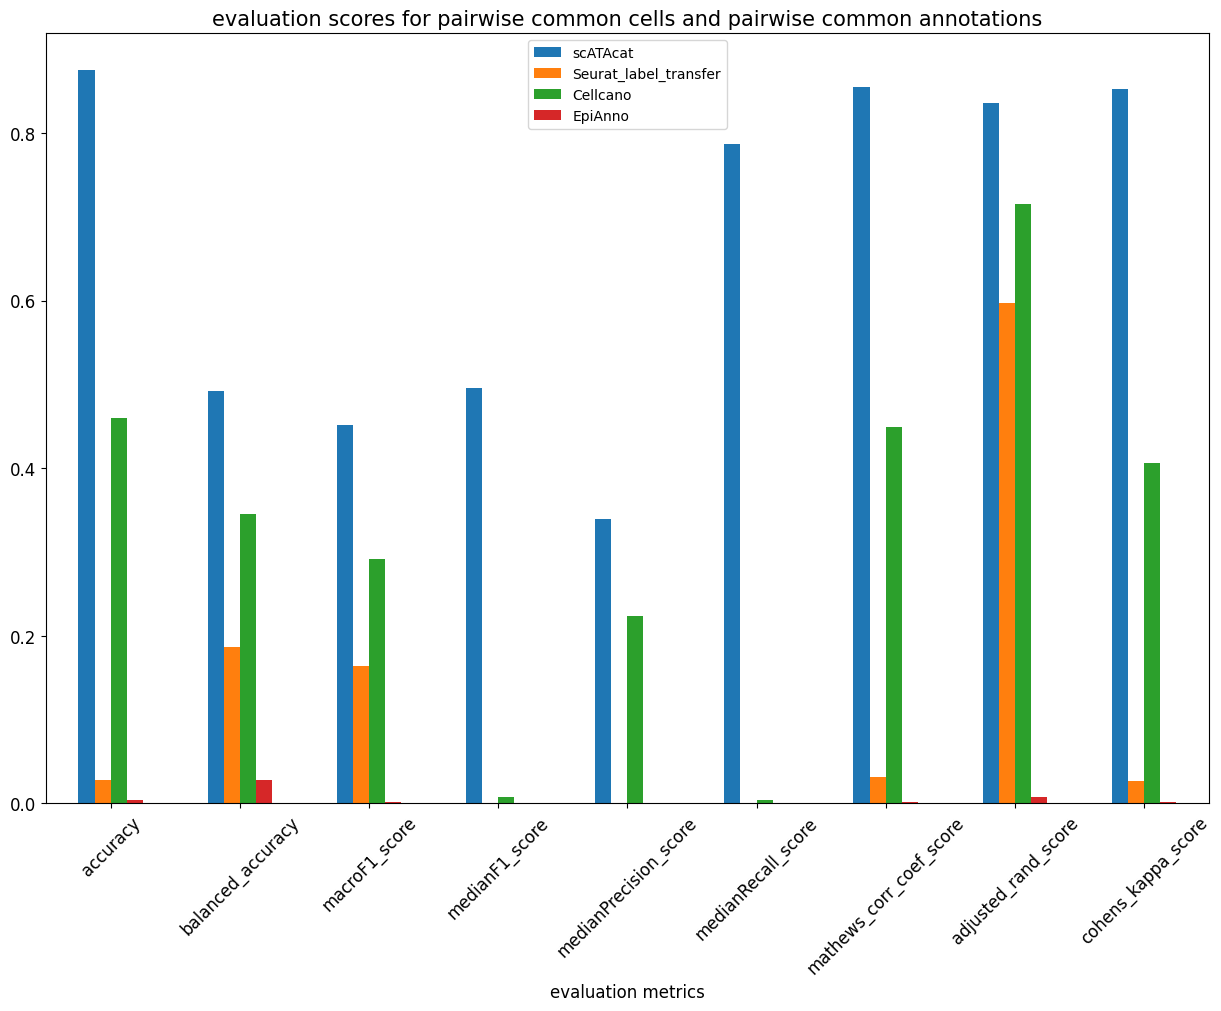 evaluation scores for pairwise common cells and pairwise common annotations
scATAcat
Seurat_label_transfer
Cellcano
EpiAnno
0.8
0.6
0.4
0.2
0.0
accuracy
balanced_accuracy
macroF1_score
medianF1_score
medianPrecision_score
medianRecall_score
mathews_corr_coef_score
adjusted_rand_score
cohens_kappa_score
evaluation metrics